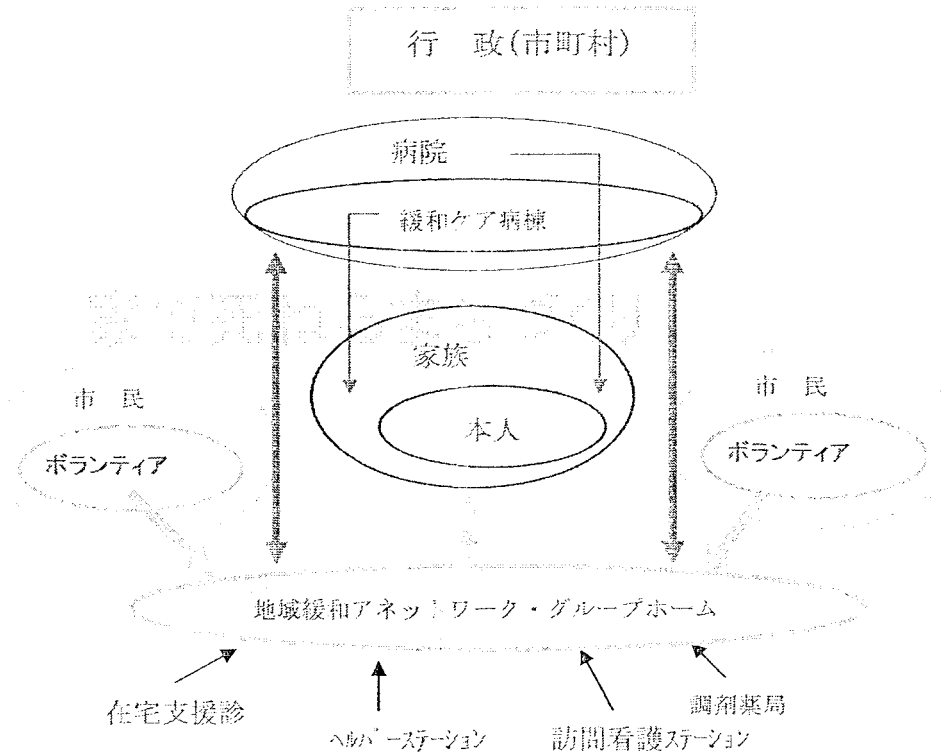 行　政(市町村)
病院
緩和ケア病棟
家族
本人
市　民
ボランティア
市　民
ボランティア
地域緩和アネットワーク・グループホーム
在宅支援診
ヘルパーステーション
訪問看護ステーション
調剤薬局